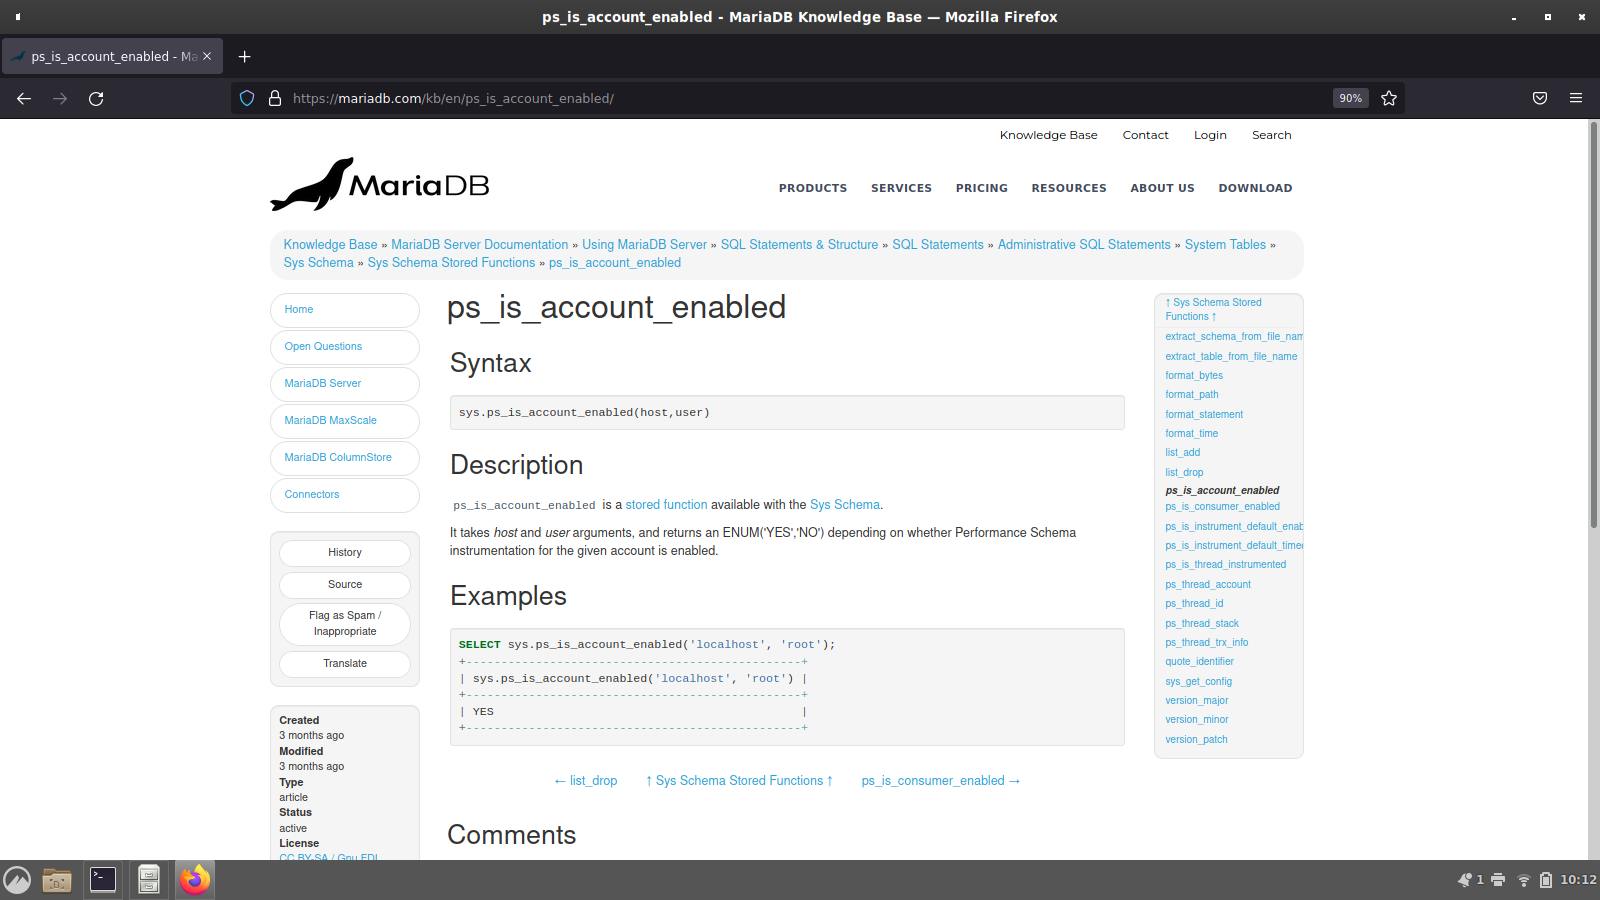 ps_is_account_enabled - MariaDB Knowledge Base — Mozilla Firefox
ps_is_account_enabled - Ma
https://mariadb.com/kb/en/ps_is_account_enabled/
90%
Knowledge Base Contact Login Search
MariaDB
PRODUCTS SERVICES PRICING RESOURCES ABOUT US DOWNLOAD
Knowledge Base » MariaDB Server Documentation » Using MariaDB Server » SQL Statements & Structure » SQL Statements » Administrative SQL Statements » System Tables »
Sys Schema » Sys Schema Stored Functions » ps_is_account_enabled
Home
Open Questions
MariaDB Server
MariaDB MaxScale
MariaDB ColumnStore
Connectors
History
Source
Flag as Spam /
Inappropriate
Translate
Created
3 months ago
Modified
3 months ago
Type
article
Status
active
License
CC BY-SA / Gnu FDL
ps_is_account_enabled
Syntax
sys.ps_is_account_enabled(host,user)
Description
ps_is_account_enabled is a stored function available with the Sys Schema.
It takes host and user arguments, and returns an ENUM('YES','NO') depending on whether Performance Schema
instrumentation for the given account is enabled.
Examples
SELECT sys.ps_is_account_enabled('localhost', 'root');
+------------------------------------------------+
| sys.ps_is_account_enabled('localhost', 'root') |
+------------------------------------------------+
| YES                                            |
+------------------------------------------------+
← list_drop ↑ Sys Schema Stored Functions ↑ ps_is_consumer_enabled →
Comments
↑ Sys Schema Stored
Functions ↑
extract_schema_from_file_nam
extract_table_from_file_name
format_bytes
format_path
format_statement
format_time
list_add
list_drop
ps_is_account_enabled
ps_is_consumer_enabled
ps_is_instrument_default_enab
ps_is_instrument_default_timed
ps_is_thread_instrumented
ps_thread_account
ps_thread_id
ps_thread_stack
ps_thread_trx_info
quote_identifier
sys_get_config
version_major
version_minor
version_patch
1
10:12